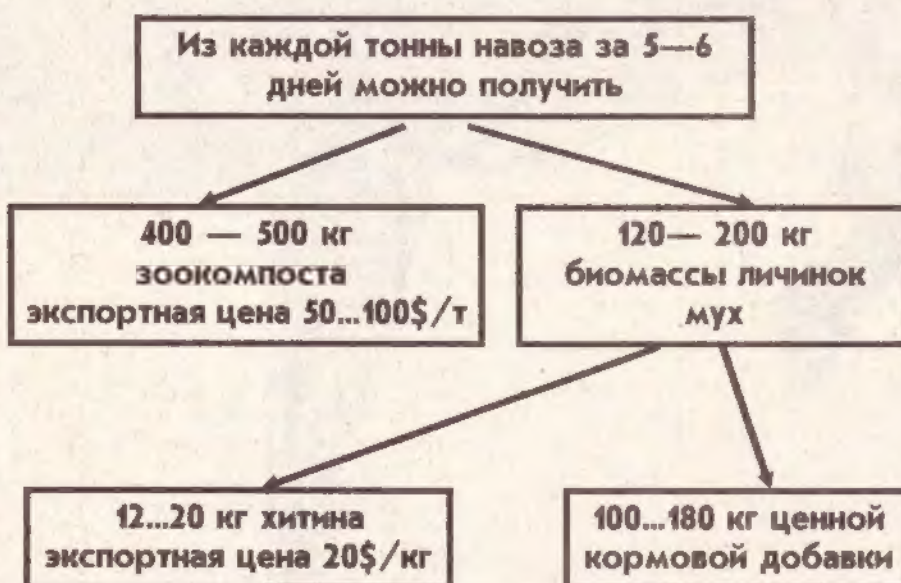 Из каждой тонны навоза за 5—6
дней можно получить
400 — 500 кг
зоокомпоста
экспортная цена 50...100$/т
120— 200 кг
биомассы личинок
мух
12...20 кг хитина
экспортная цена 20$/кг
100...180 кг ценной
кормовой добавки